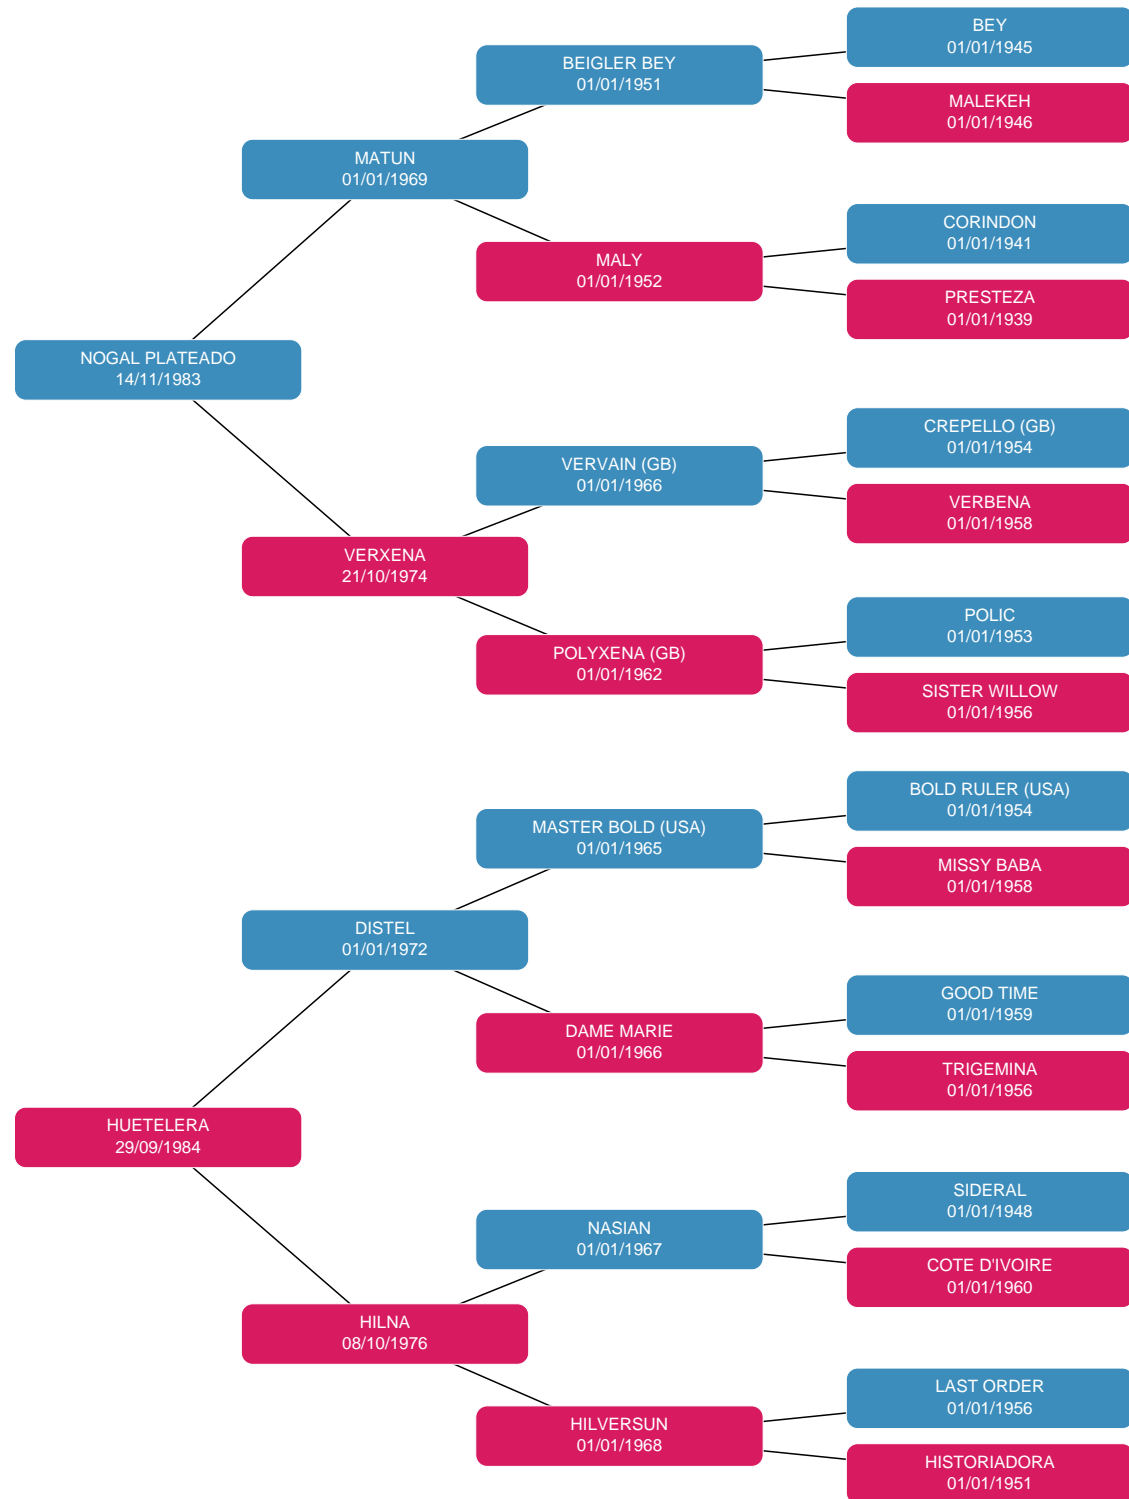 BEY
01/01/1945
BEIGLER BEY
01/01/1951
MALEKEH
01/01/1946
MATUN
01/01/1969
CORINDON
01/01/1941
MALY
01/01/1952
PRESTEZA
01/01/1939
NOGAL PLATEADO
14/11/1983
CREPELLO (GB)
01/01/1954
VERVAIN (GB)
01/01/1966
VERBENA
01/01/1958
VERXENA
21/10/1974
POLIC
01/01/1953
POLYXENA (GB)
01/01/1962
SISTER WILLOW
01/01/1956
BOLD RULER (USA)
01/01/1954
MASTER BOLD (USA)
01/01/1965
MISSY BABA
01/01/1958
DISTEL
01/01/1972
GOOD TIME
01/01/1959
DAME MARIE
01/01/1966
TRIGEMINA
01/01/1956
HUETELERA
29/09/1984
SIDERAL
01/01/1948
NASIAN
01/01/1967
COTE D'IVOIRE
01/01/1960
HILNA
08/10/1976
LAST ORDER
01/01/1956
HILVERSUN
01/01/1968
HISTORIADORA
01/01/1951